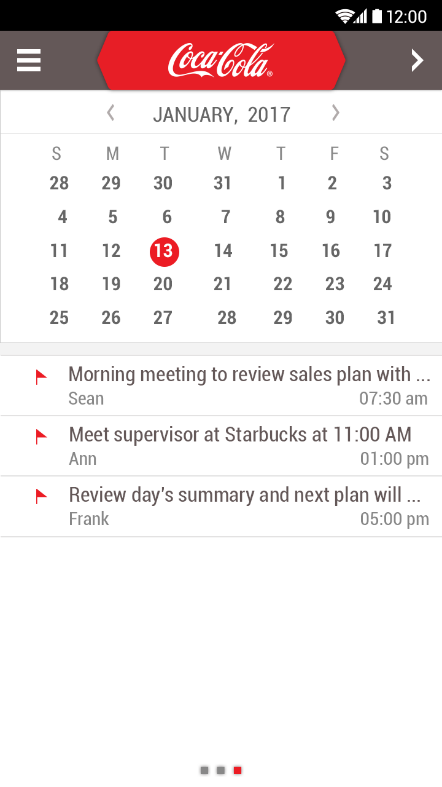 12:00
Coca-Cola®
JANUARY, 2017
S M T W T F S
28 29 30 31 1 2 3
4 5 6 7 8 9 10
11 12 13 14 15 16 17
18 19 20 21 22 23 24
25 26 27 28 29 30 31
Morning meeting to review sales plan with ...
Sean 07:30 am
Meet supervisor at Starbucks at 11:00 AM
Ann 01:00 pm
Review day's summary and next plan will ...
Frank 05:00 pm